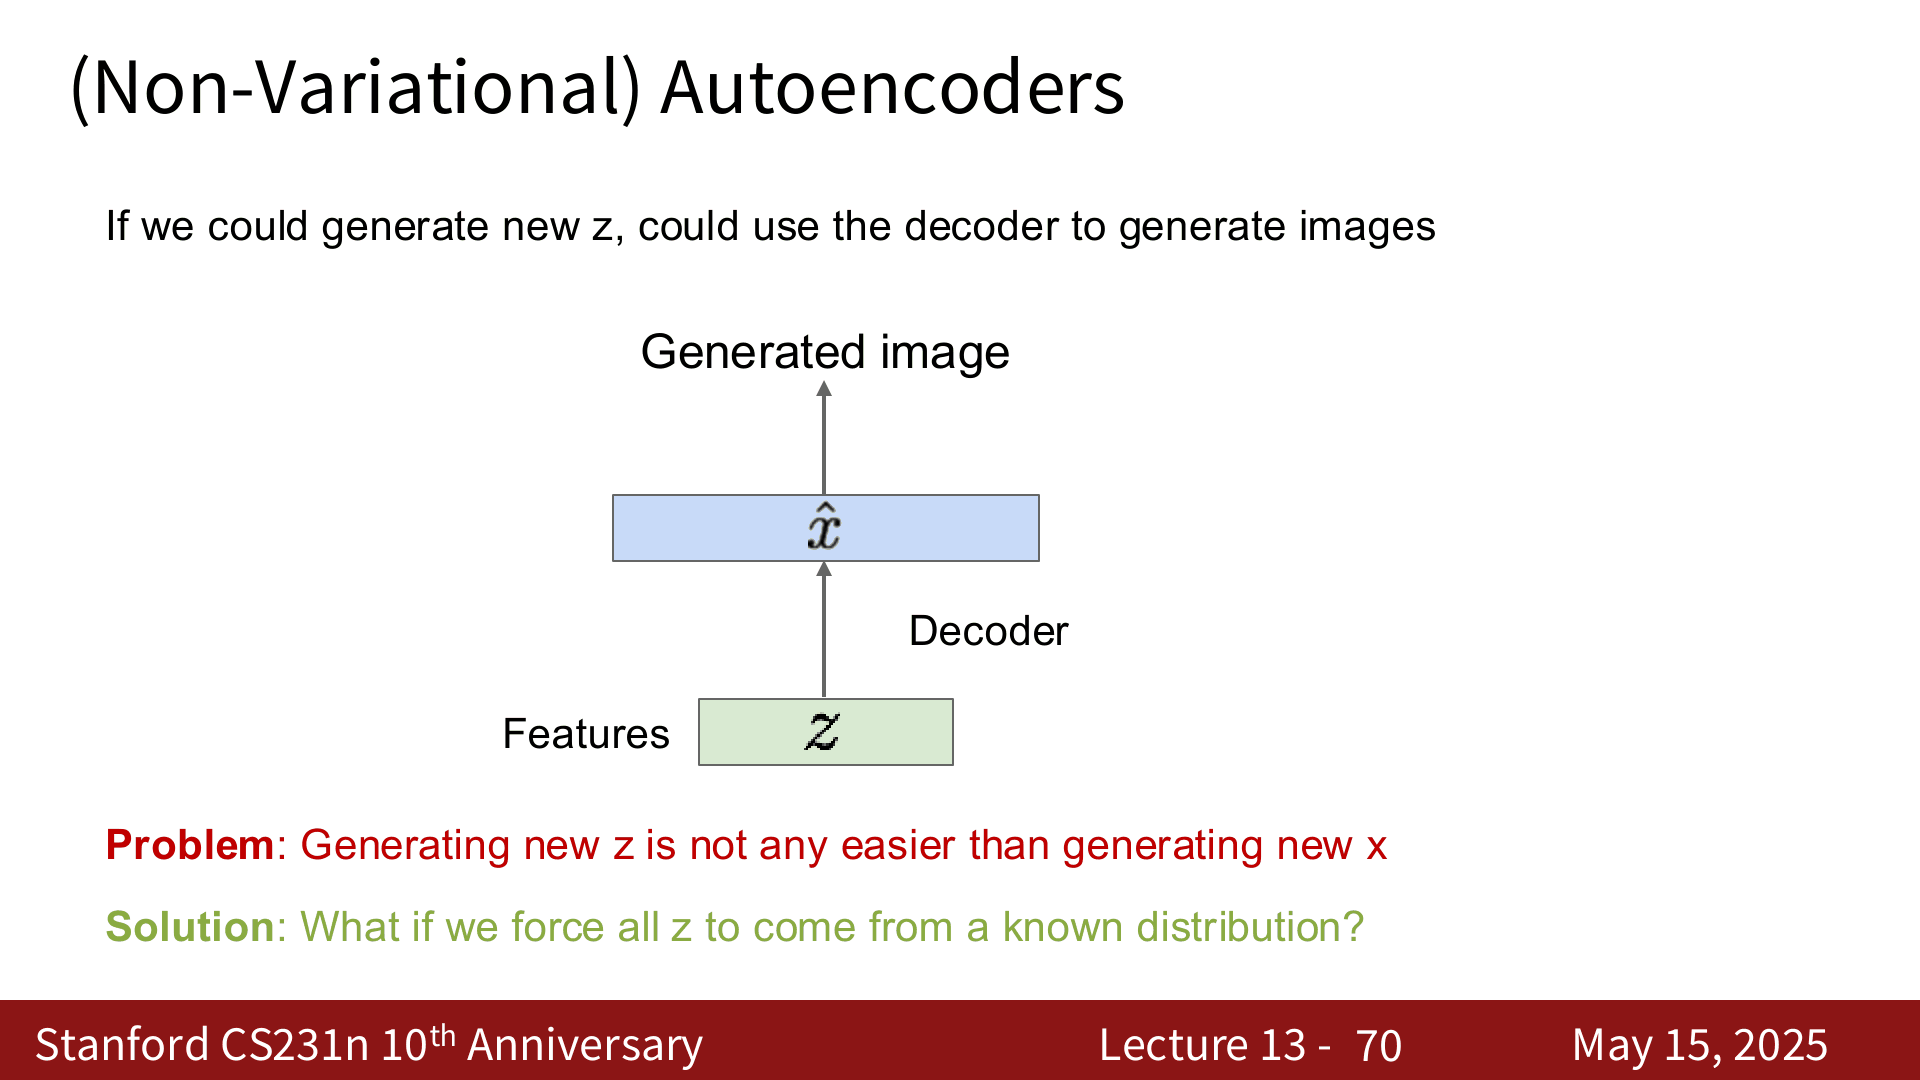 (Non-Variational) Autoencoders
If we could generate new z, could use the decoder to generate images
Generated image
x̂
Decoder
Features
z
Problem: Generating new z is not any easier than generating new x
Solution: What if we force all z to come from a known distribution?
Stanford CS231n 10th Anniversary
Lecture 13 - 70
May 15, 2025